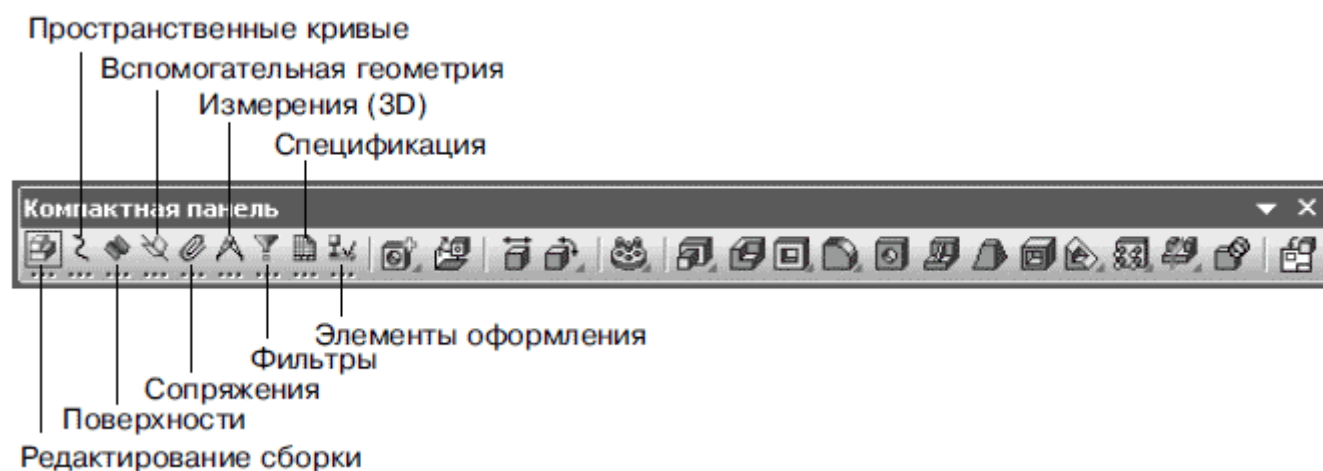 Пространственные кривые
Вспомогательная геометрия
Измерения (3D)
Спецификация
Компактная панель
Элементы оформления
Фильтры
Сопряжения
Поверхности
Редактирование сборки